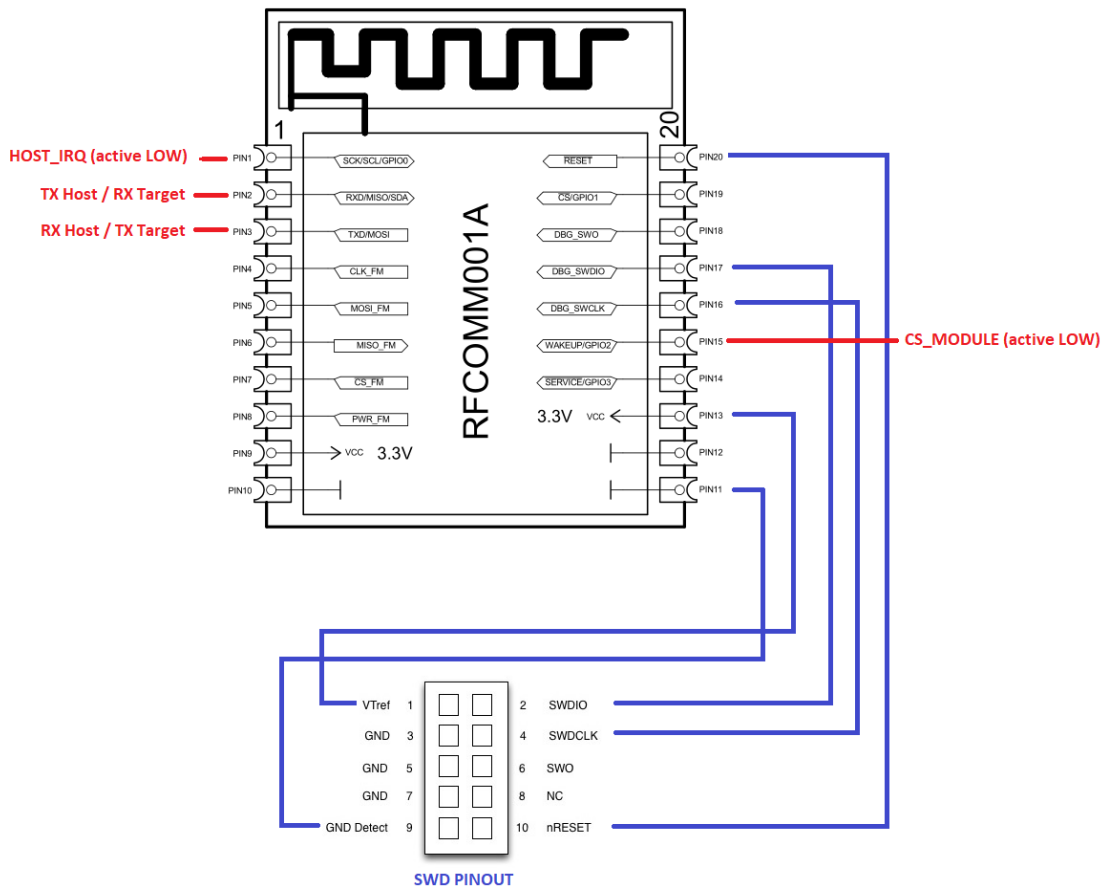 1
20
HOST_IRQ (active LOW)
PIN1
SCK/SCL/GPIO0
RESET
PIN20
TX Host / RX Target
PIN2
RXD/MISO/SDA
CS/GPIO1
PIN19
RX Host / TX Target
PIN3
TXD/MOSI
DBG_SWO
PIN18
PIN4
CLK_FM
DBG_SWDIO
PIN17
PIN5
MOSI_FM
DBG_SWCLK
PIN16
PIN6
MISO_FM
WAKEUP/GPIO2
PIN15
CS_MODULE (active LOW)
PIN7
CS_FM
SERVICE/GPIO3
PIN14
PIN8
PWR_FM
3.3V
VCC
PIN13
PIN9
VCC
3.3V
PIN12
PIN10
PIN11
RFCOMM001A
VTref 1
2 SWDIO
GND 3
4 SWDCLK
GND 5
6 SWO
GND 7
8 NC
GND Detect 9
10 nRESET
SWD PINOUT